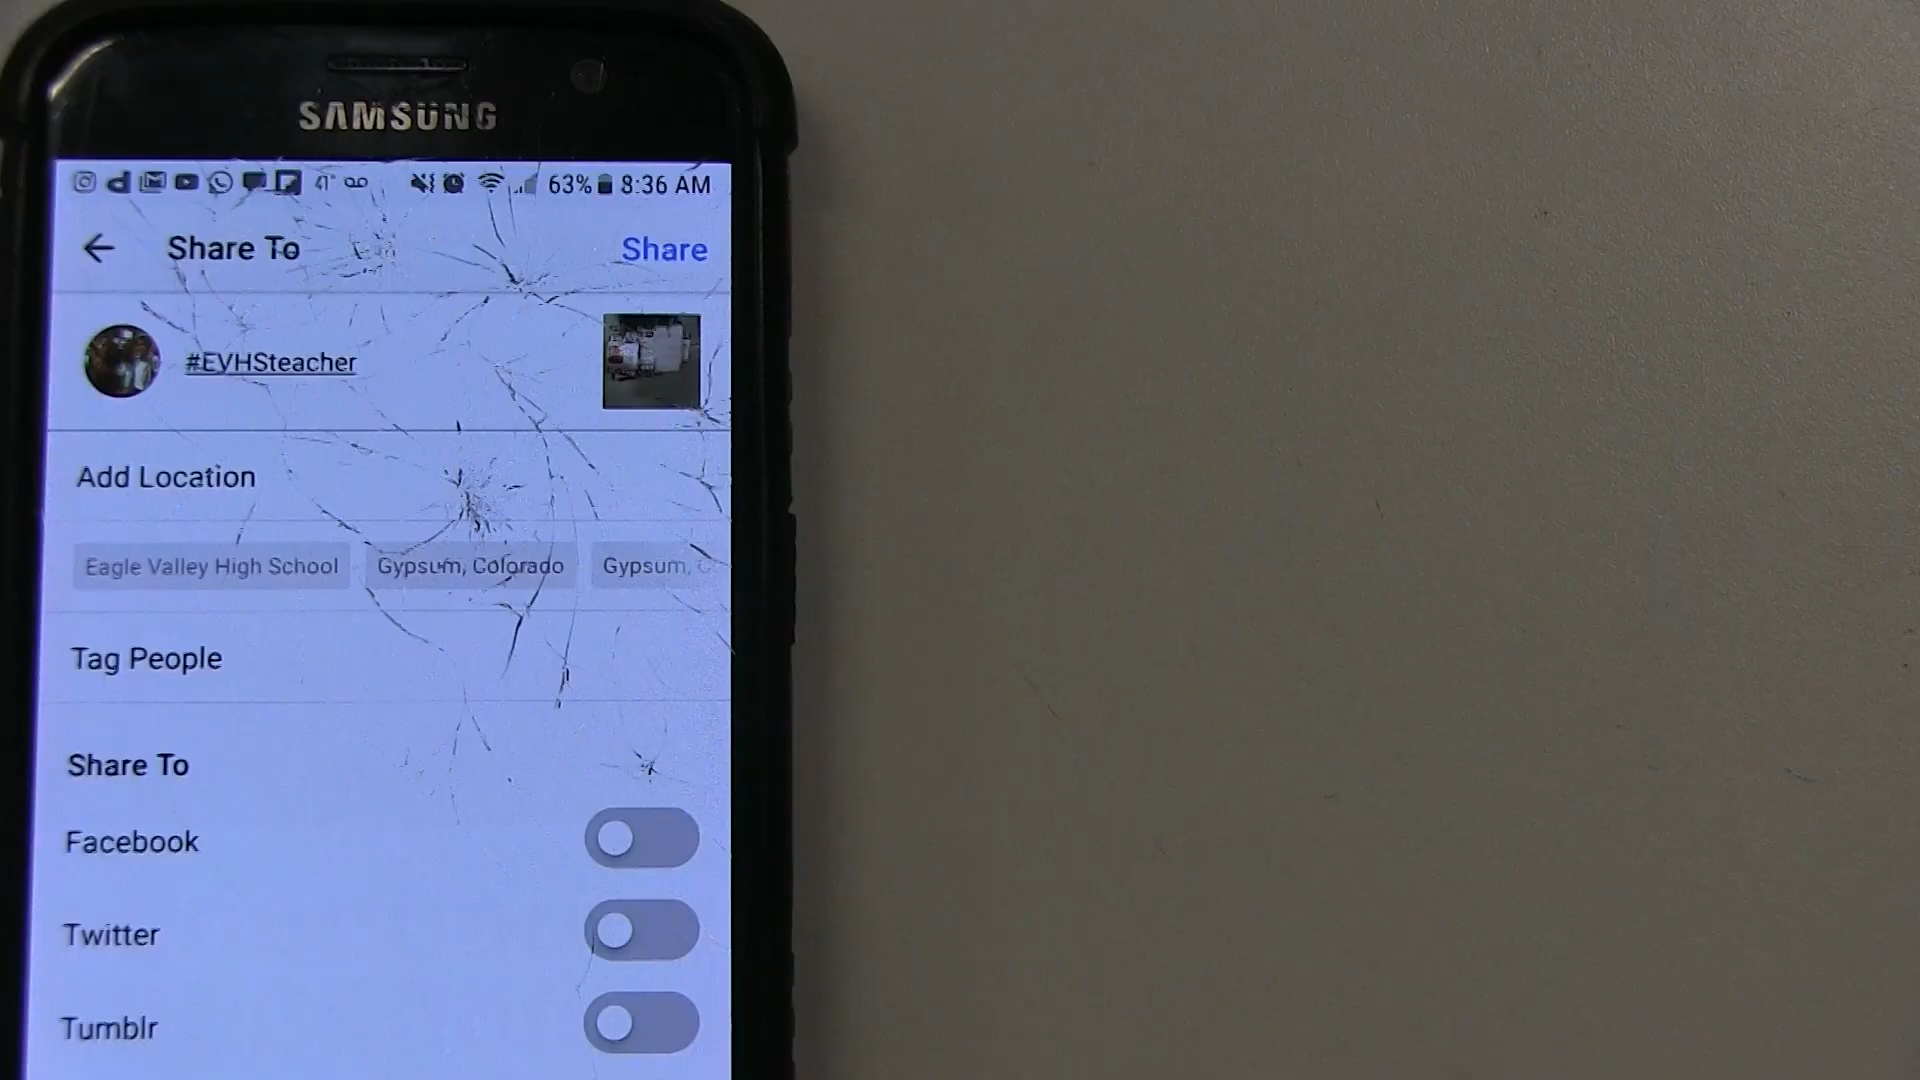 SAMSUNG
41° 63% 8:36 AM
Share To Share
#EVHSteacher
Add Location
Eagle Valley High School Gypsum, Colorado Gypsum,
Tag People
Share To
Facebook
Twitter
Tumblr